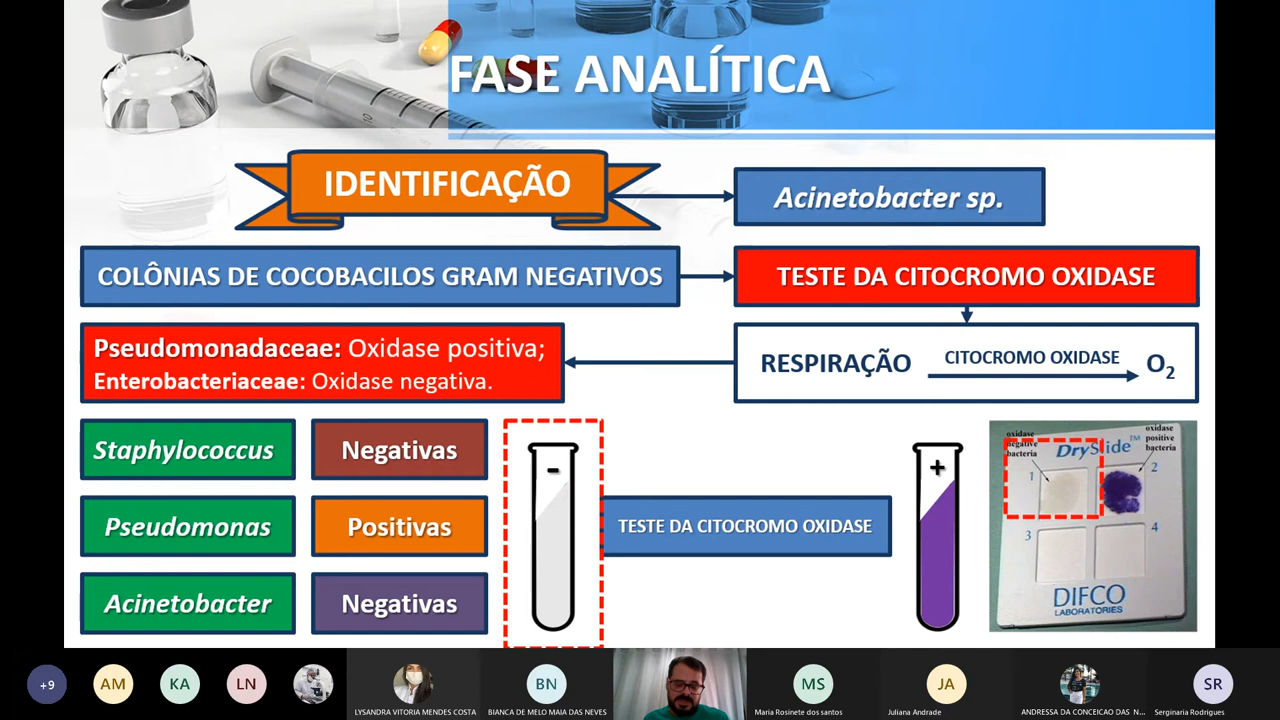 FASE ANALÍTICA
IDENTIFICAÇÃO
Acinetobacter sp.
COLÔNIAS DE COCOBACILOS GRAM NEGATIVOS
TESTE DA CITOCROMO OXIDASE
Pseudomonadaceae: Oxidase positiva;
Enterobacteriaceae: Oxidase negativa.
RESPIRAÇÃO
CITOCROMO OXIDASE
O2
Staphylococcus
Negativas
Pseudomonas
Positivas
Acinetobacter
Negativas
-
TESTE DA CITOCROMO OXIDASE
+
oxidase
negative
bacteria
oxidase
positive
bacteria
DrySlide™
1
2
3
4
DIFCO
LABORATORIES
+9
AM
KA
LN
LYSANDRA VITORIA MENDES COSTA
BN
BIANCA DE MELO MAIA DAS NEVES
MS
Maria Rosinete dos santos
JA
Juliana Andrade
ANDRESSA DA CONCEICAO DAS N...
SR
Serginaria Rodrigues